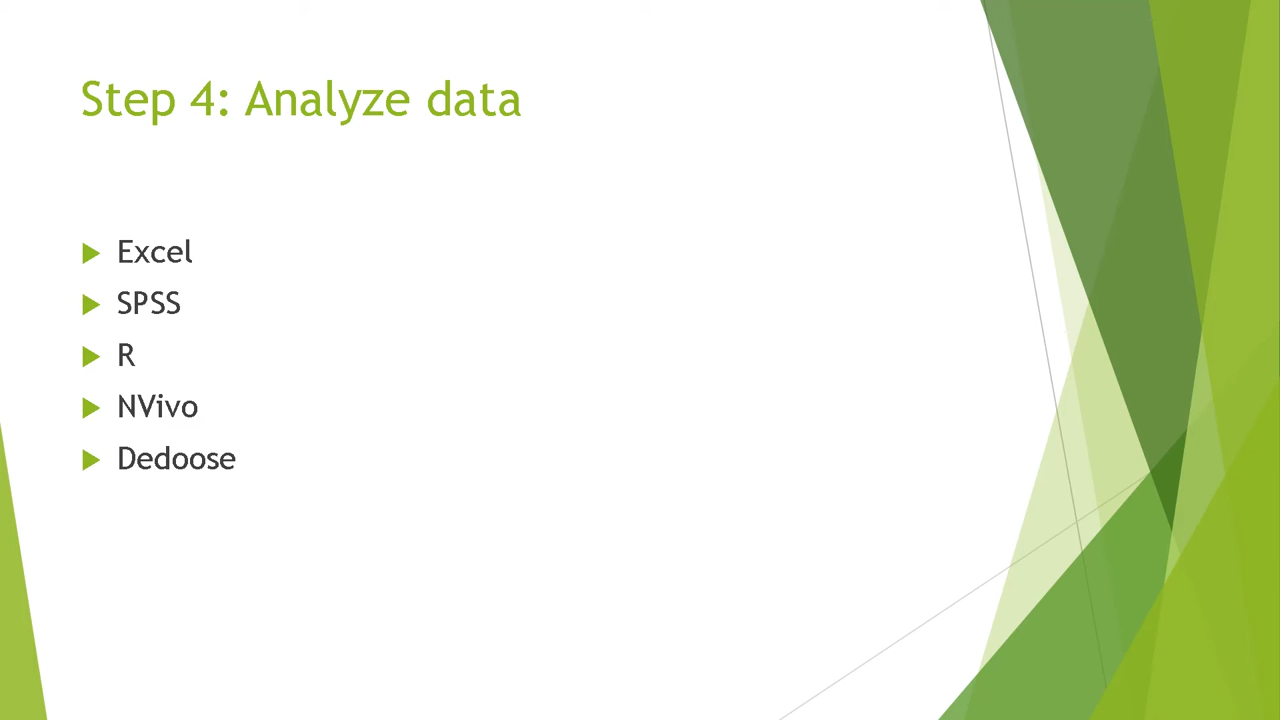 Step 4: Analyze data
Excel
SPSS
R
NVivo
Dedoose